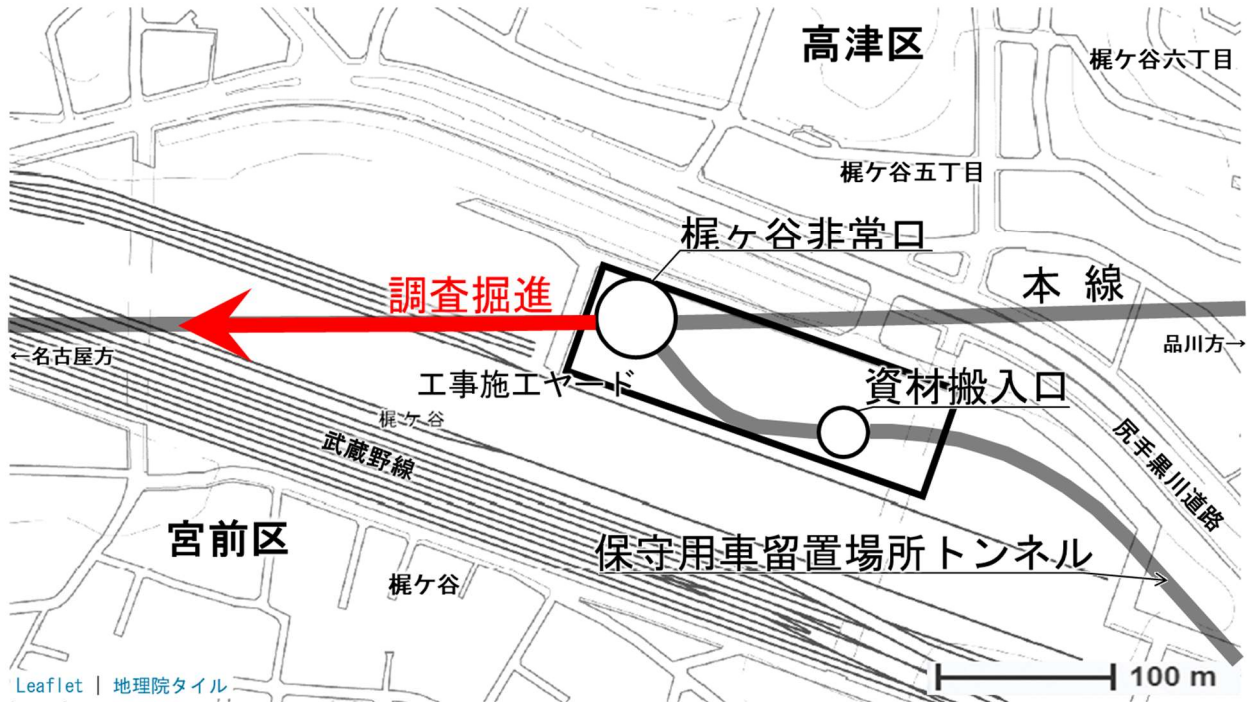 高津区
梶ケ谷六丁目
梶ケ谷五丁目
梶ヶ谷非常口
本 線
調査掘進
←名古屋方
品川方→
工事施工ヤード
資材搬入口
梶ケ谷
武蔵野線
尻手黒川道路
宮前区
保守用車留置場所トンネル
梶ケ谷
100 m
Leaflet | 地理院タイル